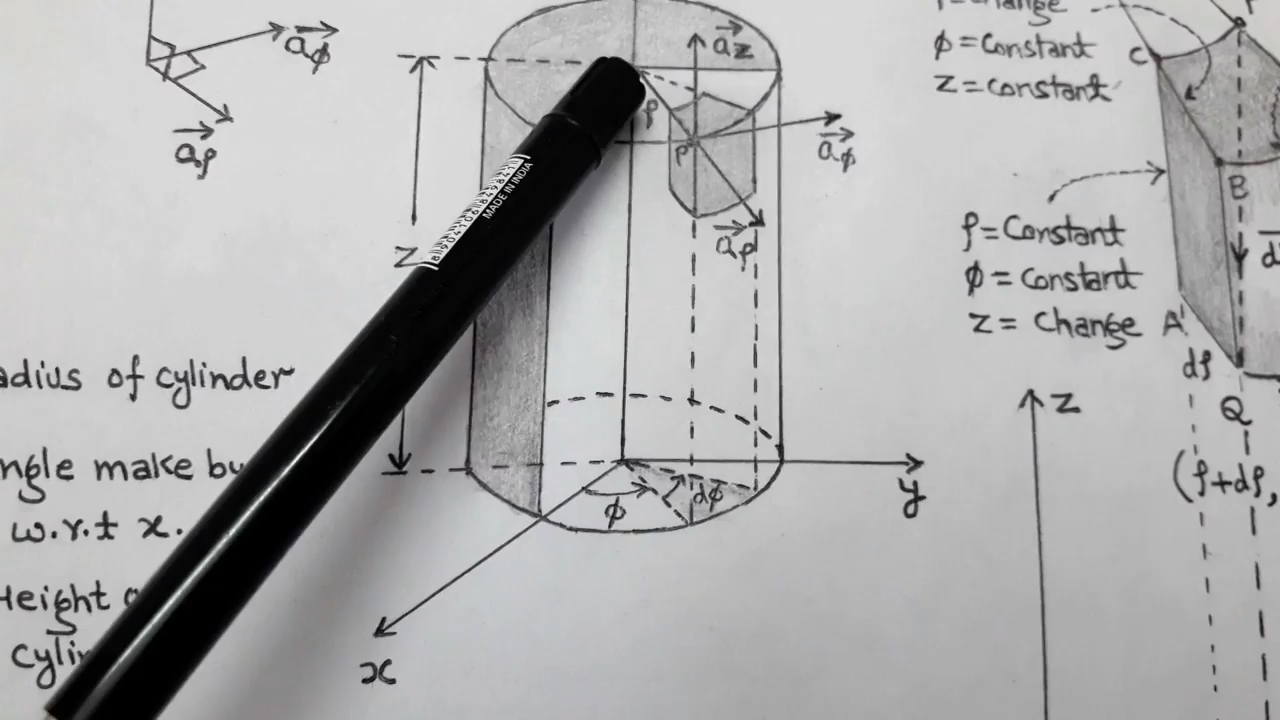 a⃗ϕ
a⃗ρ
adius of cylinder
ngle make by
w.r.t x.
Height
cylin
z
a⃗z
ρ
P
a⃗ϕ
a⃗ρ
8904106849841
MADE IN INDIA
ϕ
dϕ
y
x
ϕ = Constant
z = constant
C
B
ρ = Constant
ϕ = Constant
z = Change
A
dρ
Q
z
(ρ+dρ,